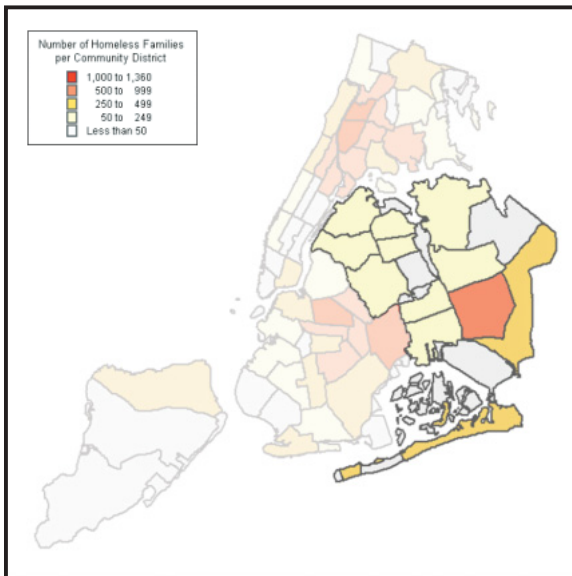 Number of Homeless Families
per Community District
1,000 to 1,360
500 to 999
250 to 499
50 to 249
Less than 50